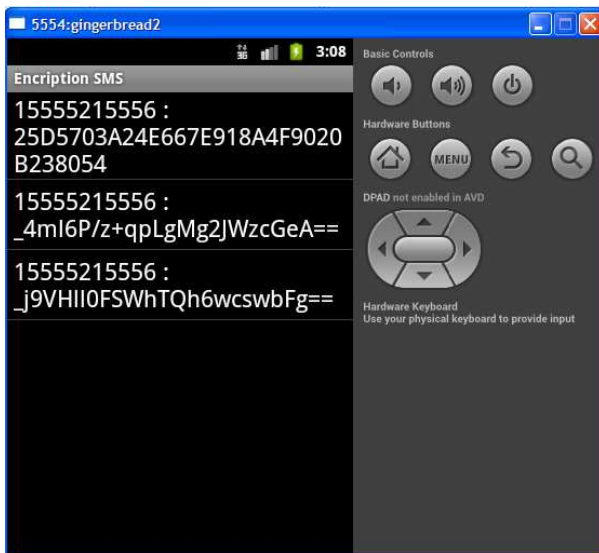 5554:gingerbread2
3G
3:08
Basic Controls
Encription SMS
15555215556 :
25D5703A24E667E918A4F9020
B238054
15555215556 :
_4mI6P/z+qpLgMg2JWzcGeA==
15555215556 :
_j9VHII0FSWhTQh6wcswbFg==
Hardware Buttons
MENU
DPAD not enabled in AVD
Hardware Keyboard
Use your physical keyboard to provide input